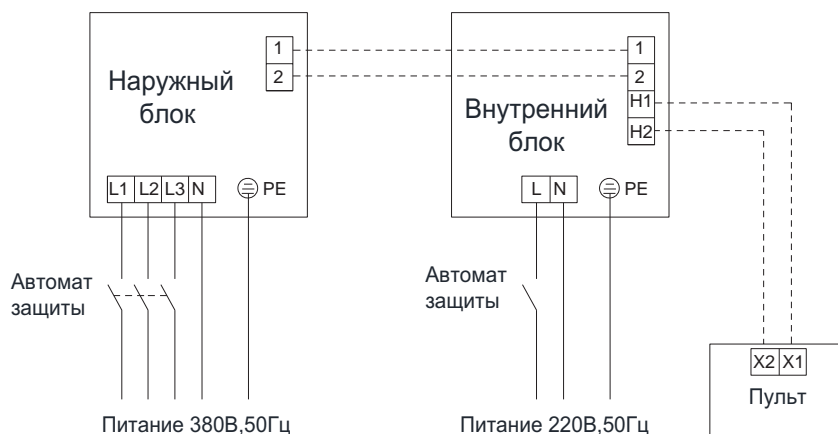 Наружный
блок
1
2
L1 L2 L3 N PE
Автомат
защиты
Питание 380В,50Гц
Внутренний
блок
1
2
H1
H2
L N PE
Автомат
защиты
Питание 220В,50Гц
X2 X1
Пульт